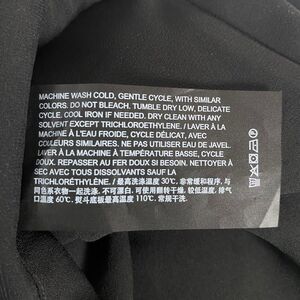 MACHINE WASH COLD, GENTLE CYCLE, WITH SIMILAR
COLORS. DO NOT BLEACH. TUMBLE DRY LOW, DELICATE
CYCLE. COOL IRON IF NEEDED. DRY CLEAN WITH ANY
SOLVENT EXCEPT TRICHLOROETHYLENE. / LAVER À LA
MACHINE À L'EAU FROIDE, CYCLE DÉLICAT, AVEC
COULEURS SIMILAIRES. NE PAS UTILISER EAU DE JAVEL.
LAVER À LA MACHINE À TEMPÉRATURE BASSE, CYCLE
DOUX. REPASSER AU FER DOUX SI BESOIN. NETTOYER À
SEC AVEC TOUS DISSOLVANTS SAUF LA
TRICHLORÉTHYLÈNE. / 最高洗涤温度 30℃. 非常缓和程序, 与
同色系衣物一起洗涤. 不可漂白. 可使用翻转干燥, 较低温度, 排气
口温度 60℃. 熨斗底板最高温度 110℃. 常规干洗.